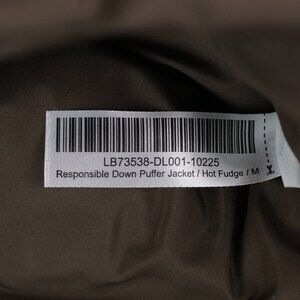 LB73538-DL001-10225
Responsible Down Puffer Jacket / Hot Fudge / M